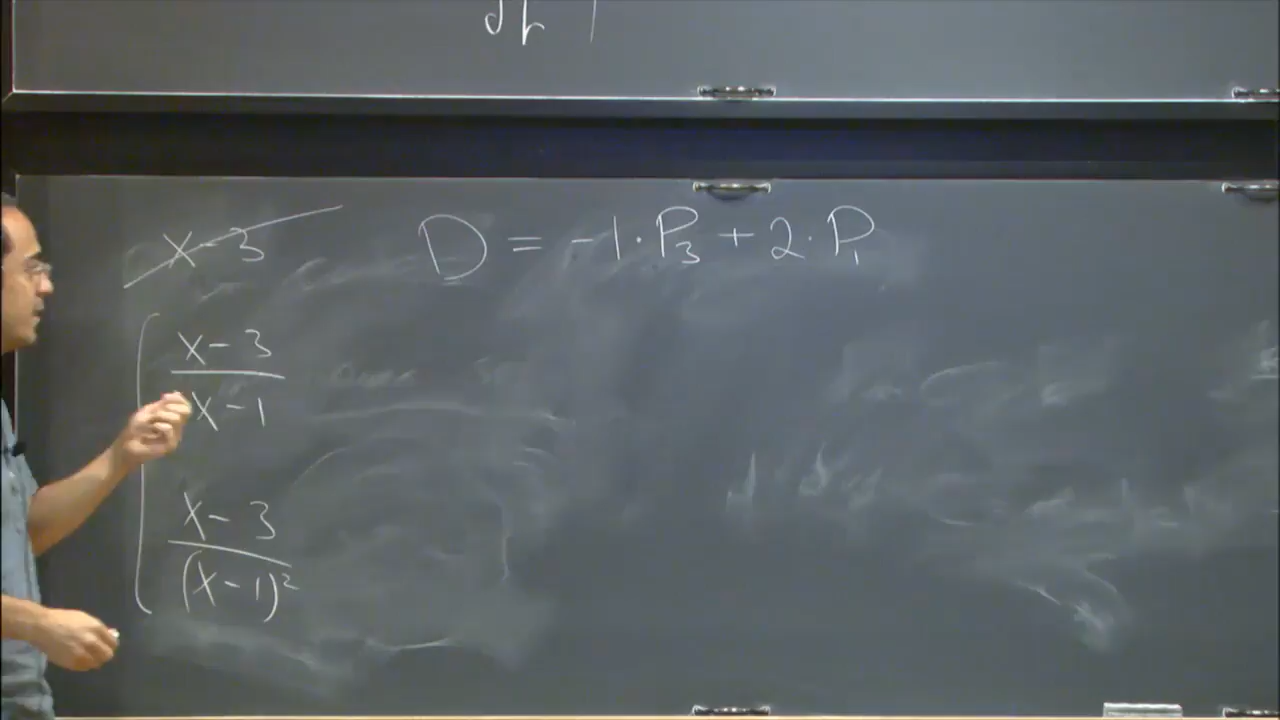 x-3
D = -1·P₃ + 2·P₁
x-3
x-1
x-3
(x-1)²